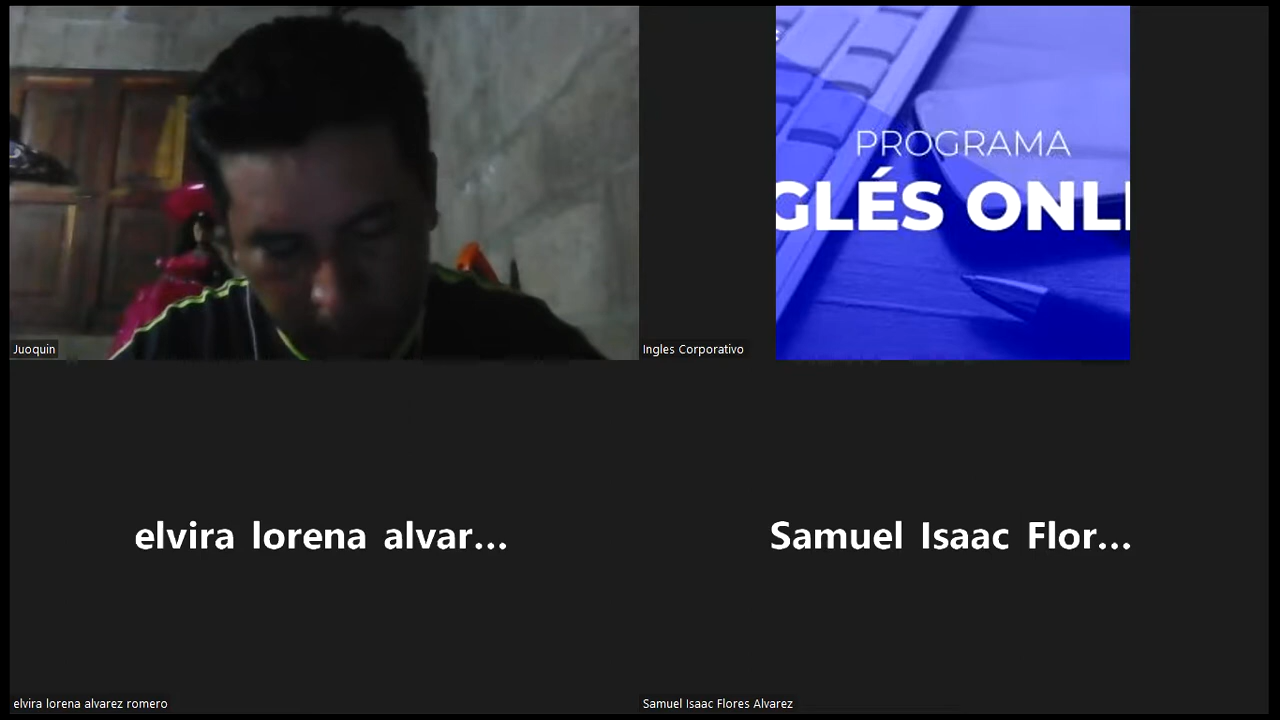 Juoquin
PROGRAMA
GLÉS ONLI
Ingles Corporativo
elvira lorena alvar...
Samuel Isaac Flor...
elvira lorena alvarez romero
Samuel Isaac Flores Alvarez